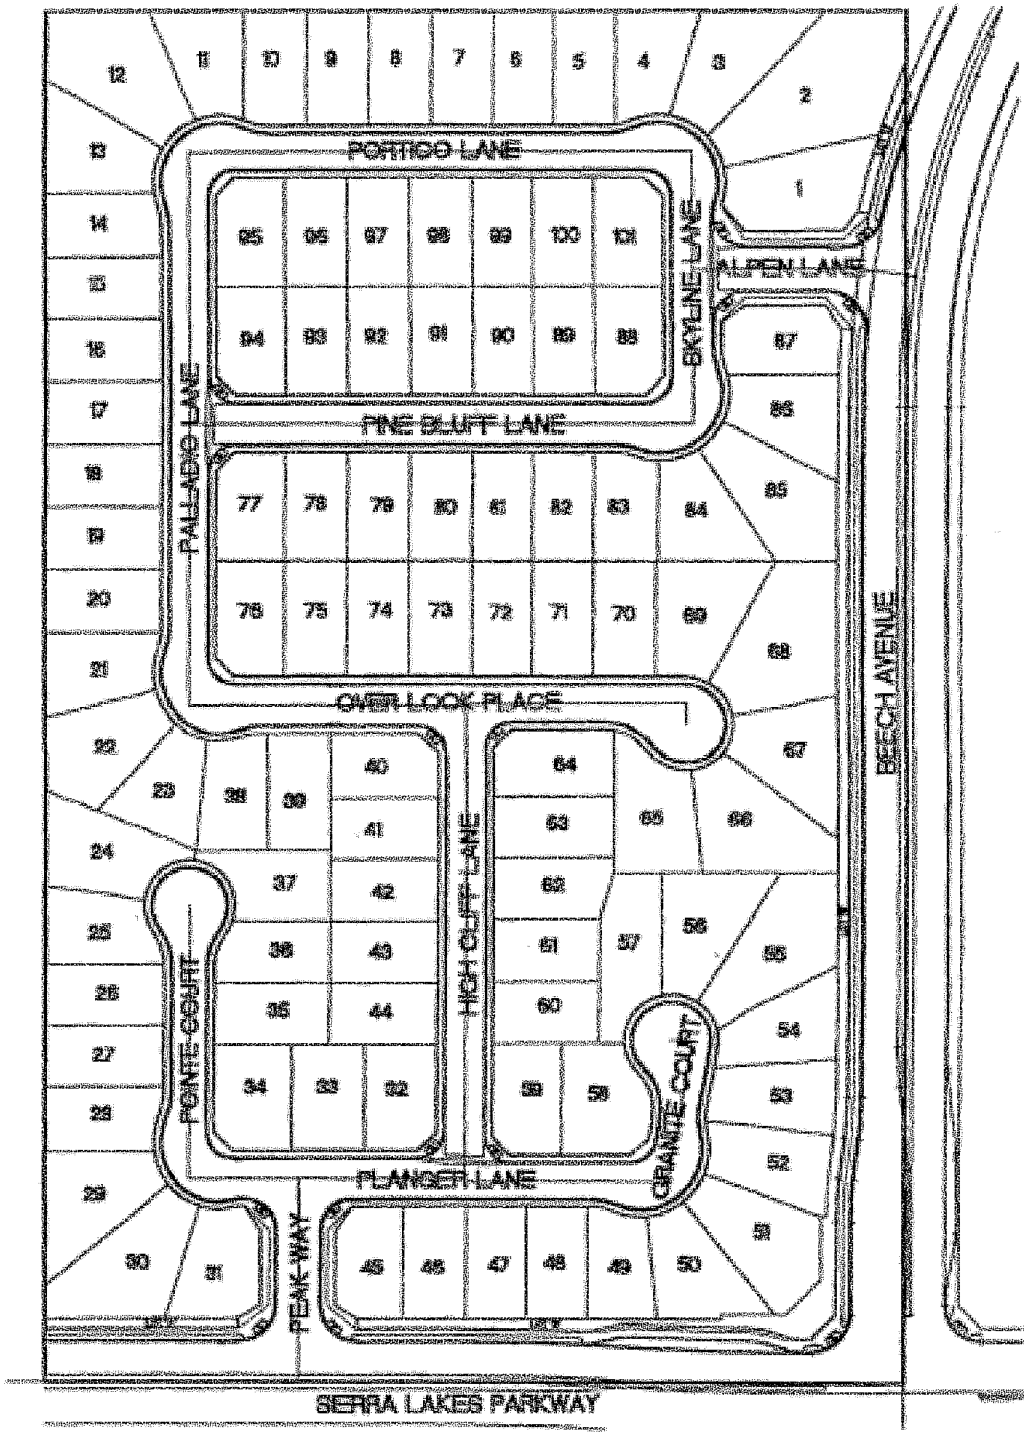 11 10 9 8 7 6 5 4 3
12
2
PORTICO LANE
13
1
14
95 96 97 98 99 100 101
SKYLINE LANE
ALPEN LANE
15
94 93 92 91 90 89 88
87
16
PALLADIO LANE
17
86
PINE BLUFF LANE
18
85
77 78 79 80 81 82 83 84
19
20
76 75 74 73 72 71 70 69
BEECH AVENUE
21
68
OVER LOOK PLACE
22
67
23 38 39 40 64
41 63 65 66
24
HIGH CLIFF LANE
37 42 62
25
36 43 61 57 56 55
26
POINTE COURT
35 44 60
54
GRANITE COURT
27
34 33 32 59 58 53
28
52
PLANGER LANE
29
51
PEAK WAY
30 31 45 46 47 48 49 50
SIERRA LAKES PARKWAY